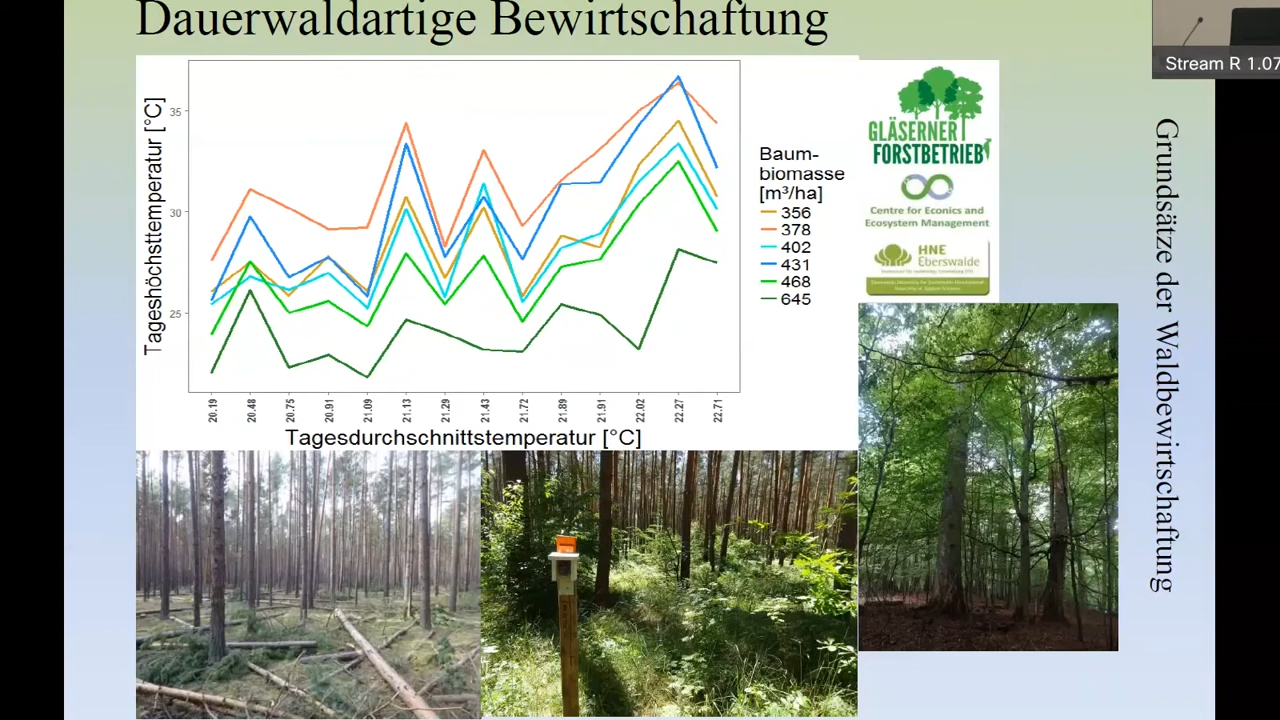 Dauerwaldartige Bewirtschaftung
Stream R 1.07
Tageshöchsttemperatur [°C]
35
30
25
20.19
20.48
20.75
20.91
21.09
21.13
21.29
21.43
21.72
21.89
21.91
22.02
22.27
22.71
Tagesdurchschnittstemperatur [°C]
Baum-
biomasse
[m³/ha]
356
378
402
431
468
645
GLÄSERNER
FORSTBETRIEB
Centre for Econics and
Ecosystem Management
HNE
Eberswalde
Grundsätze der Waldbewirtschaftung